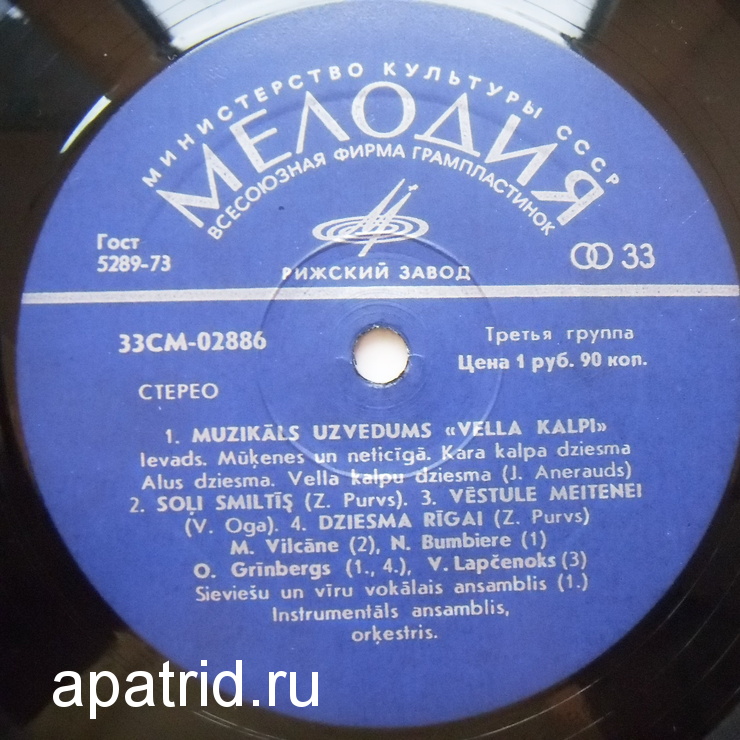 МИНИСТЕРСТВО КУЛЬТУРЫ СССР
МЕЛОДИЯ
ВСЕСОЮЗНАЯ ФИРМА ГРАМПЛАСТИНОК
РИЖСКИЙ ЗАВОД
Гост
5289-73
33
33СМ-02886
Третья группа
Цена 1 руб. 90 коп.
СТЕРЕО
1. MUZIKĀLS UZVEDUMS «VELLA KALPI»
Ievads. Mūķenes un neticīgā. Kara kalpa dziesma
Alus dziesma. Vella kalpu dziesma (J. Anerauds)
2. SOĻI SMILTĪS (Z. Purvs). 3. VĒSTULE MEITENEI
(V. Oga). 4. DZIESMA RĪGAI (Z. Purvs)
M. Vilcāne (2), N. Bumbiere (1)
O. Grīnbergs (1., 4.), V. Lapčenoks (3)
Sieviešu un vīru vokālais ansamblis (1.)
Instrumentāls ansamblis,
orķestris.
apatrid.ru